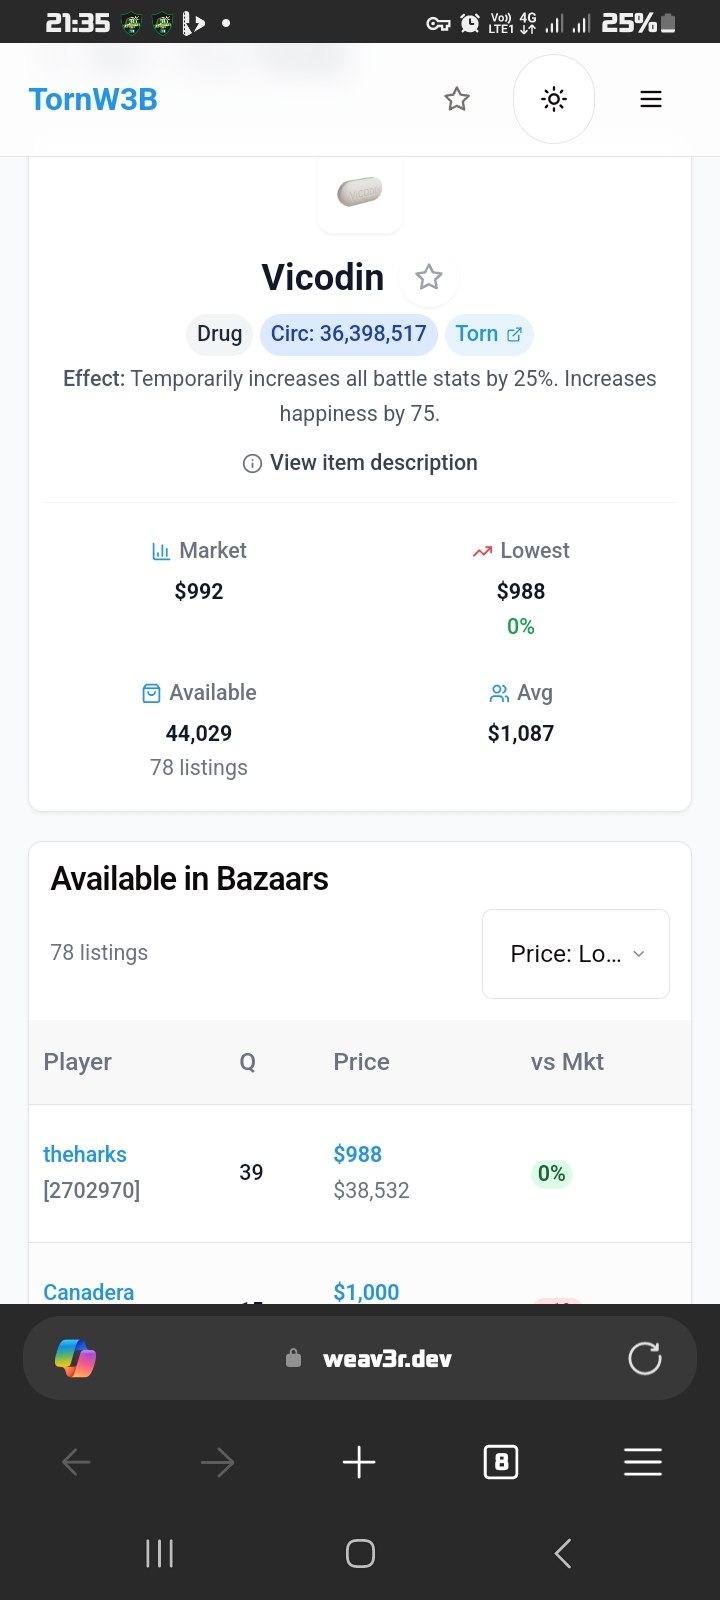 21:35
Vo)) 4G
LTE1
25%
TornW3B
Vicodin
Drug
Circ: 36,398,517
Torn
Effect: Temporarily increases all battle stats by 25%. Increases
happiness by 75.
View item description
Market
$992
Lowest
$988
0%
Available
44,029
78 listings
Avg
$1,087
Available in Bazaars
78 listings
Price: Lo...
Player Q Price vs Mkt
theharks
[2702970]
39
$988
$38,532
0%
Canadera
$1,000
weav3r.dev
8